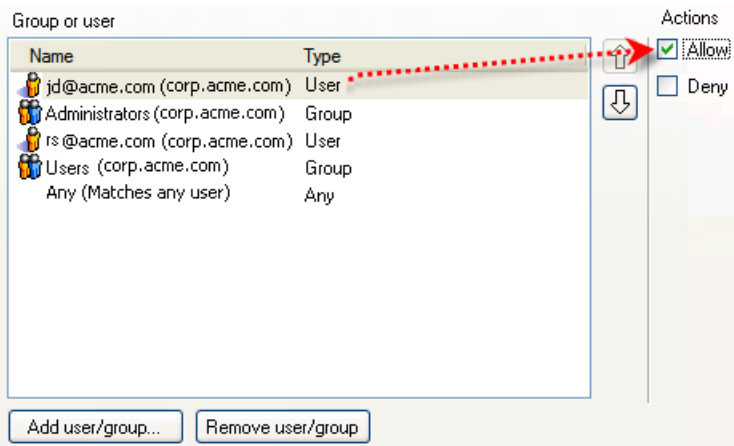 Group or user
Actions
Name Type
Allow
jd@acme.com (corp.acme.com) User
Deny
Administrators (corp.acme.com) Group
rs @acme.com (corp.acme.com) User
Users (corp.acme.com) Group
Any (Matches any user) Any
Add user/group... Remove user/group